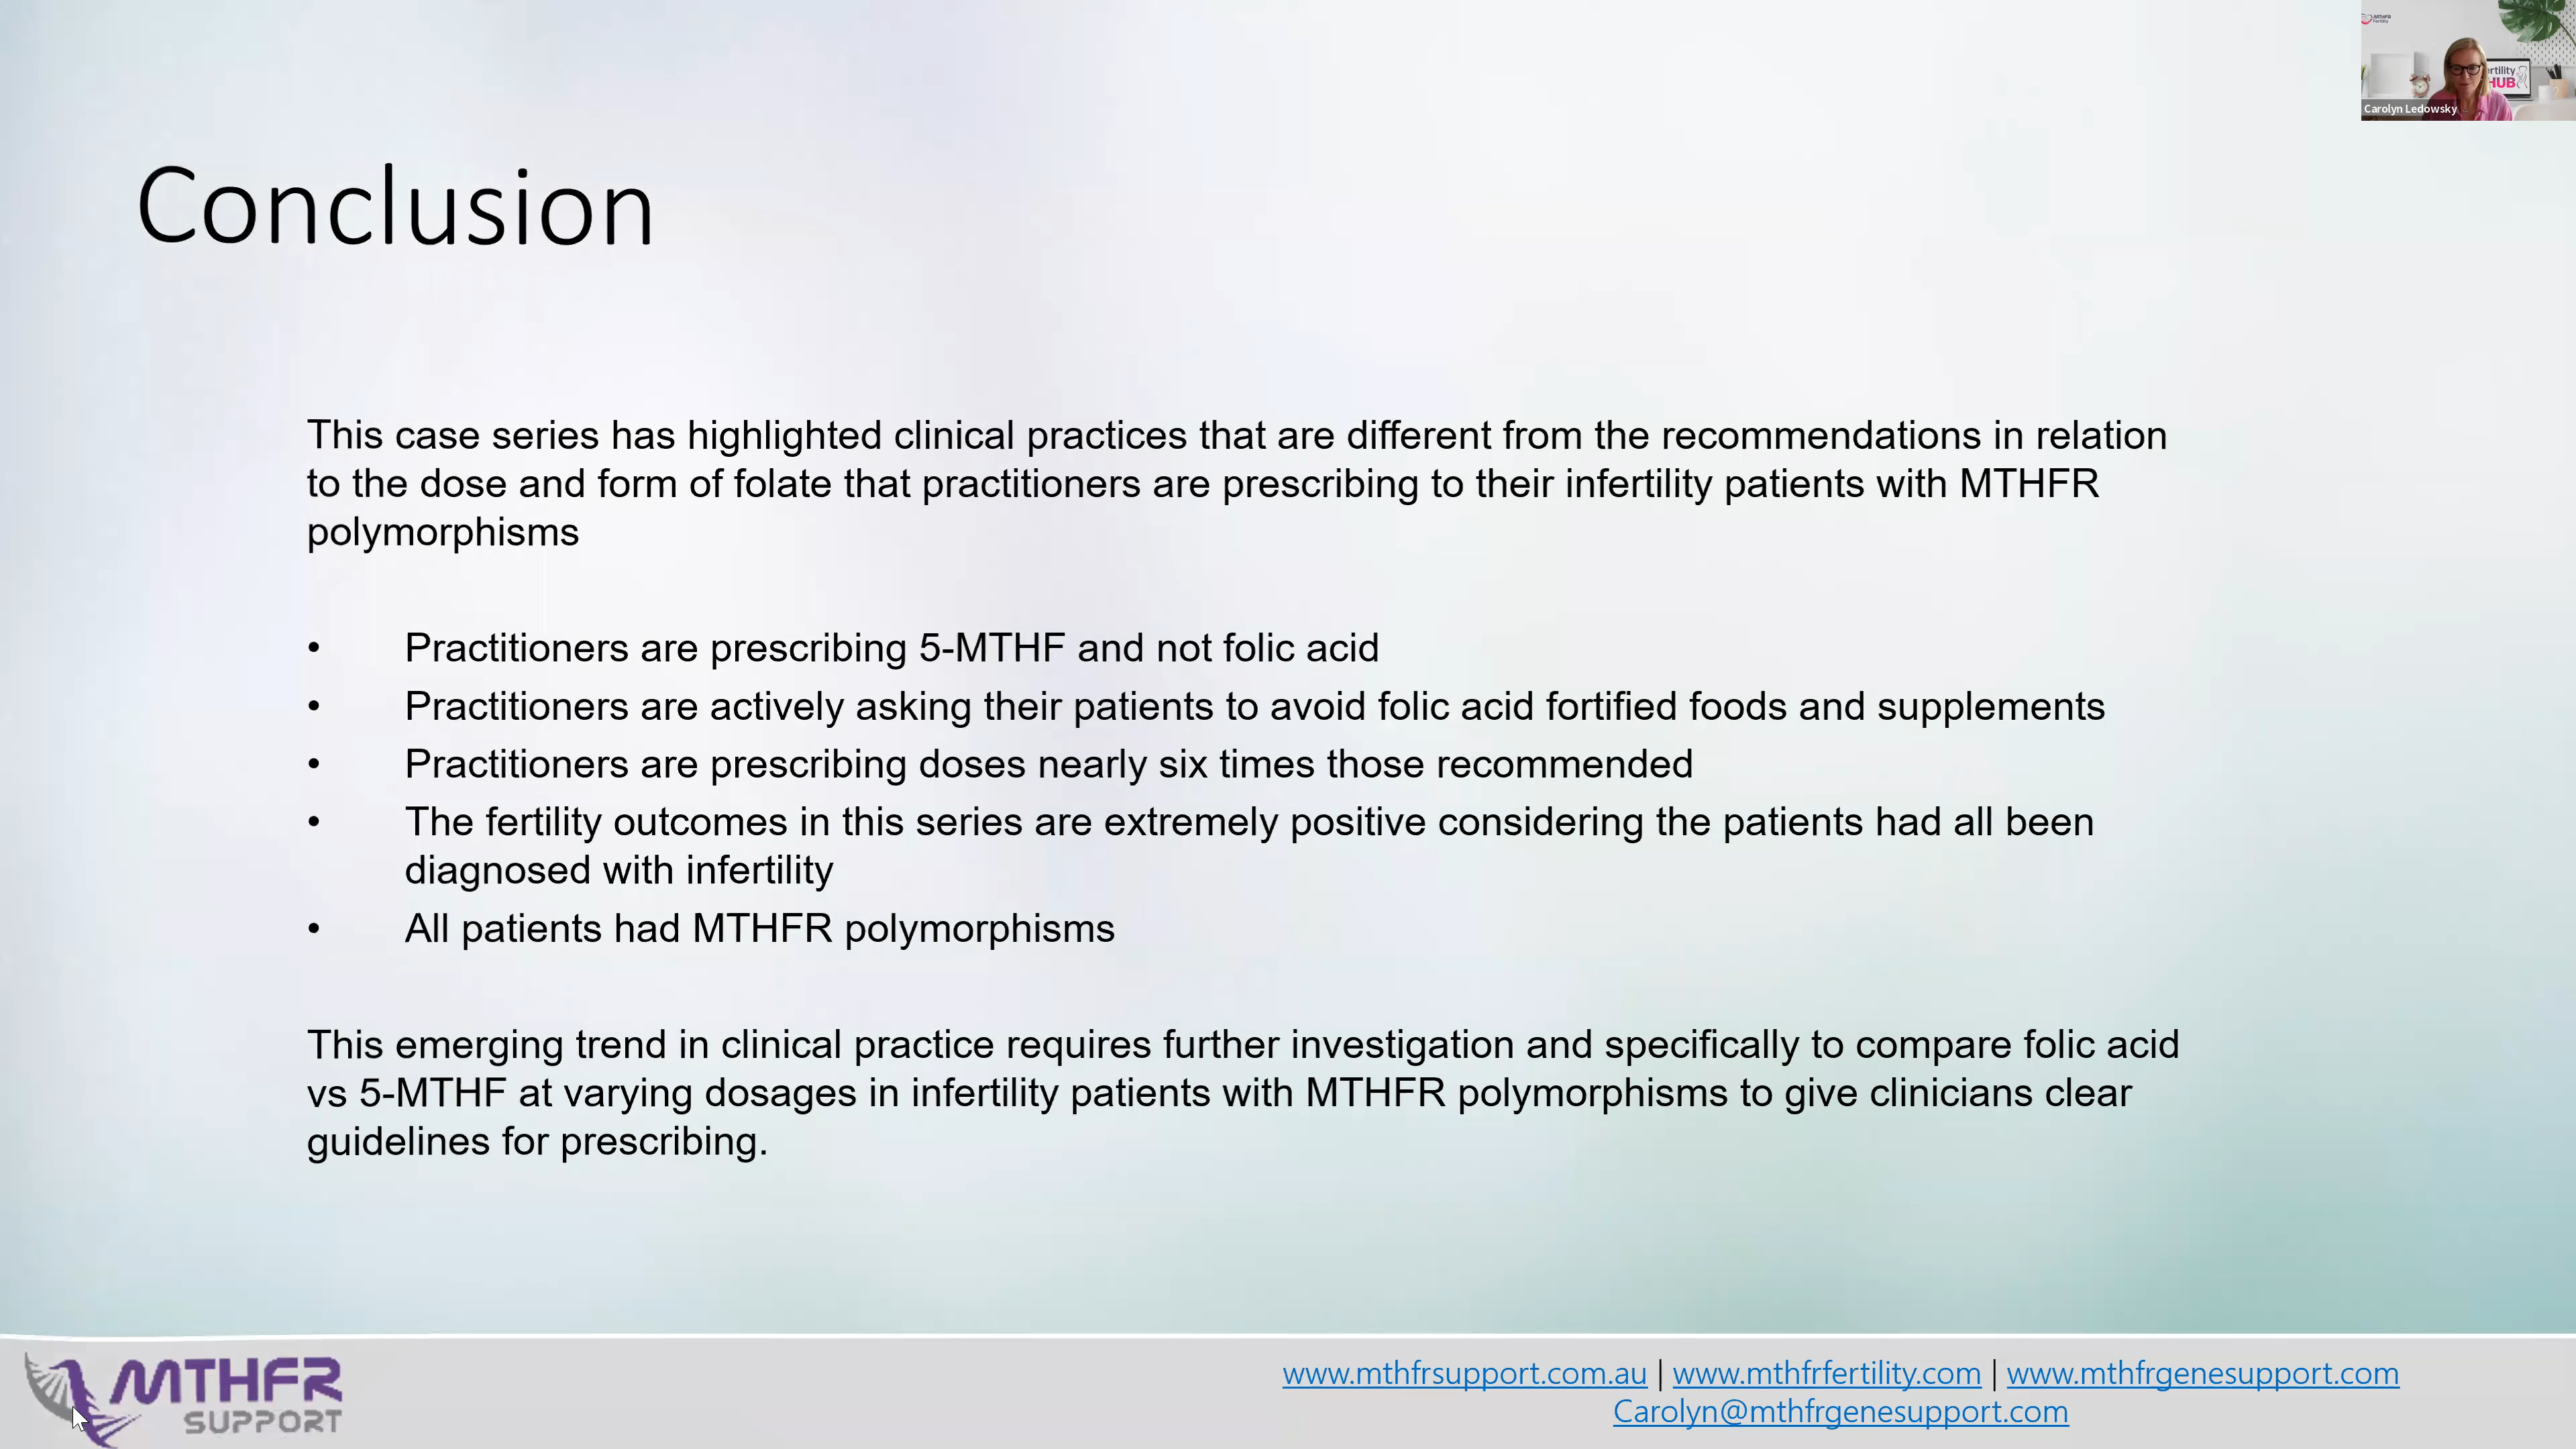 MTHFR
Fertility
rtility
HUB
Carolyn Ledowsky
Conclusion
This case series has highlighted clinical practices that are different from the recommendations in relation
to the dose and form of folate that practitioners are prescribing to their infertility patients with MTHFR
polymorphisms
• Practitioners are prescribing 5-MTHF and not folic acid
• Practitioners are actively asking their patients to avoid folic acid fortified foods and supplements
• Practitioners are prescribing doses nearly six times those recommended
• The fertility outcomes in this series are extremely positive considering the patients had all been
diagnosed with infertility
• All patients had MTHFR polymorphisms
This emerging trend in clinical practice requires further investigation and specifically to compare folic acid
vs 5-MTHF at varying dosages in infertility patients with MTHFR polymorphisms to give clinicians clear
guidelines for prescribing.
MTHFR
SUPPORT
www.mthfrsupport.com.au | www.mthfrfertility.com | www.mthfrgenesupport.com
Carolyn@mthfrgenesupport.com